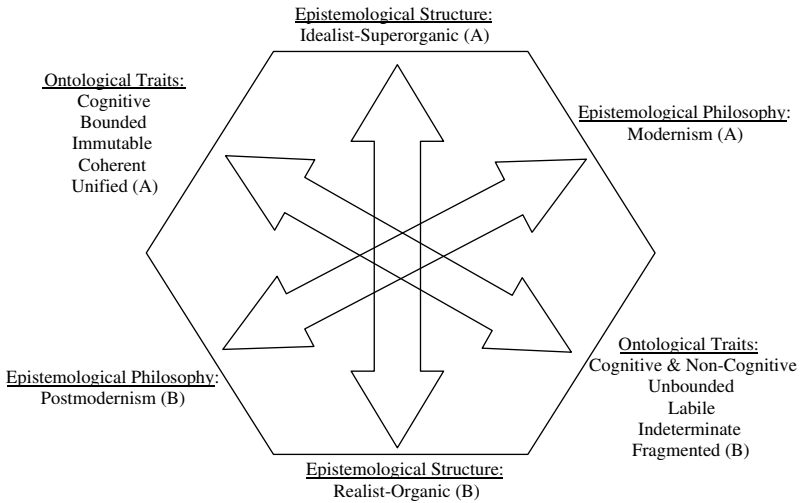 Epistemological Structure:
Idealist-Superorganic (A)
Ontological Traits:
Cognitive
Bounded
Immutable
Coherent
Unified (A)
Epistemological Philosophy:
Modernism (A)
Epistemological Philosophy:
Postmodernism (B)
Ontological Traits:
Cognitive & Non-Cognitive
Unbounded
Labile
Indeterminate
Fragmented (B)
Epistemological Structure:
Realist-Organic (B)